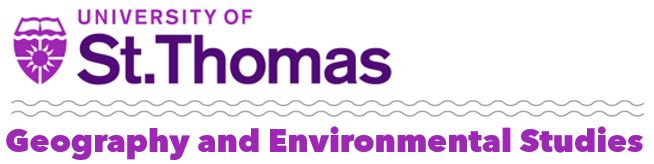 UNIVERSITY OF
St.Thomas
Geography and Environmental Studies